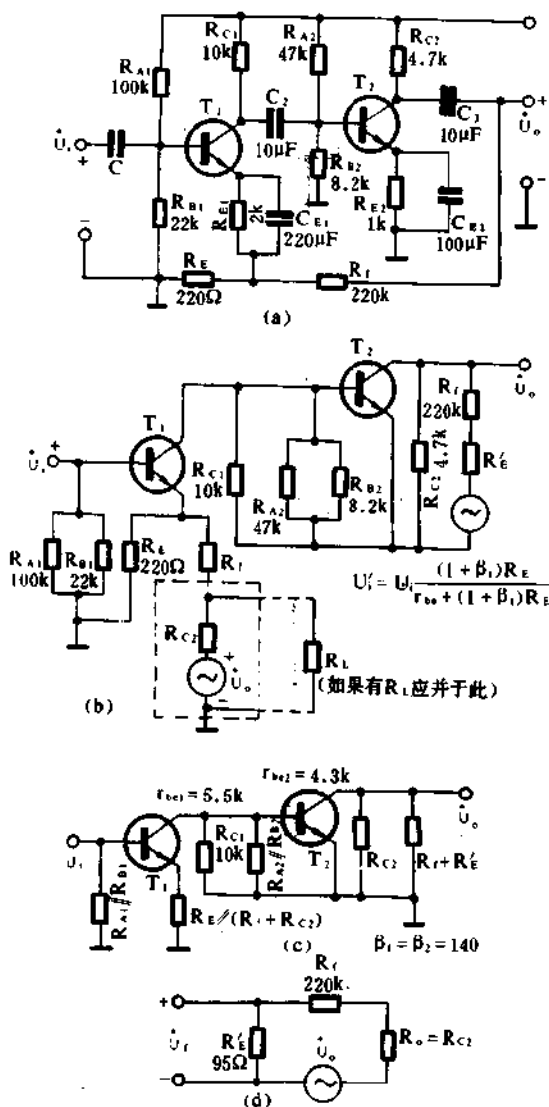 R_C1
10k
R_A2
47k
R_C2
4.7k
R_A1
100k
T_1
C_2
10μF
T_2
C_3
10μF
U̇_i
+
C
+
U̇_o
R_B2
8.2k
R_B1
22k
R_E1
2k
C_E1
220μF
R_E2
1k
C_E2
100μF
−
−
R_E
220Ω
R_f
220k
(a)
T_2
U̇_o
T_1
U̇_i
+
R_f
220k
R_C1
10k
R_A2
47k
R_B2
8.2k
R_C2
4.7k
R'_E
R_A1
100k
R_B1
22k
R_E
220Ω
R_f
U'_i = U_i (1+β_1)R_E / r_be+(1+β_1)R_E
R_C2
+
U̇_o
−
R_L
(如果有R_L应并于此)
(b)
r_be1=5.5k
r_be2=4.3k
U̇_o
U_i
T_1
R_C1
10k
R_A2∥R_B2
T_2
R_C2
R_f+R'_E
R_A1∥R_B1
R_E∥(R_f+R_C2)
(c)
β_1=β_2=140
R_f
220k
+
U̇_f
−
R'_E
95Ω
U̇_o
R_o=R_C2
(d)